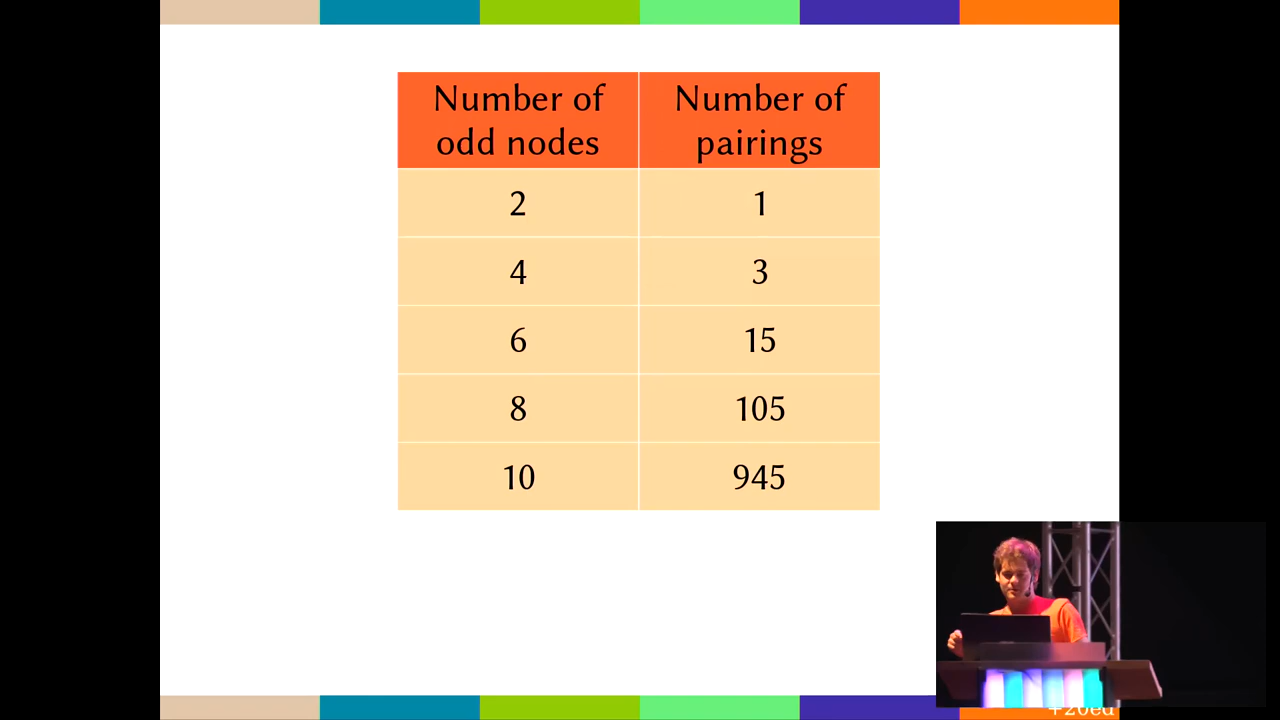 Number of odd nodes
Number of pairings
2 1
4 3
6 15
8 105
10 945